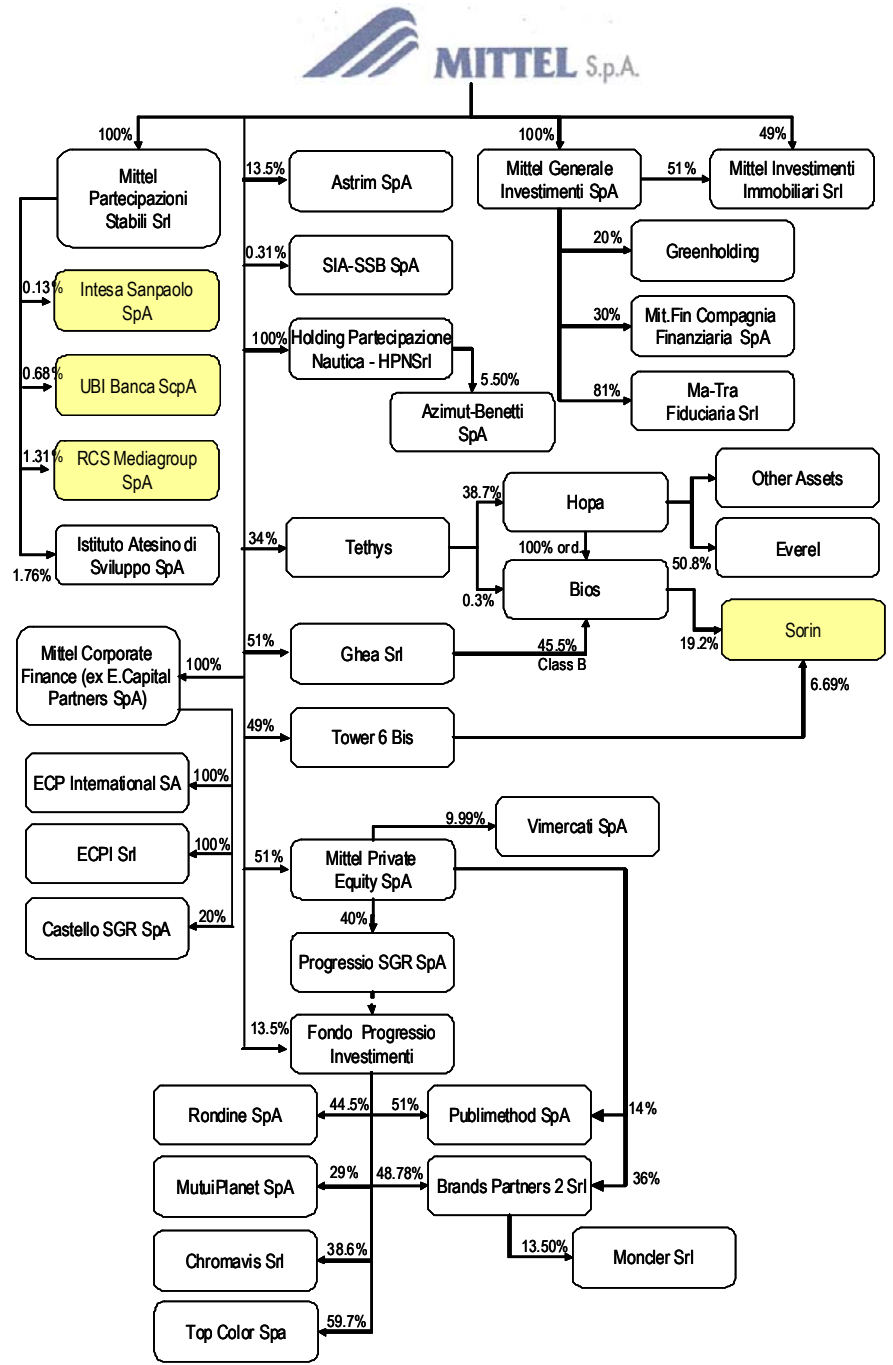 MITTEL S.p.A.
100%
100%
49%
Mittel
Partecipazioni
Stabili Srl
13.5%
Astrim SpA
Mittel Generale
Investimenti SpA
51%
Mittel Investimenti
Immobiliari Srl
0.31%
SIA-SSB SpA
20%
Greenholding
0.13%
Intesa Sanpaolo
SpA
100%
Holding Partecipazione
Nautica - HPNSrl
30%
Mit.Fin Compagnia
Finanziaria SpA
0.68%
UBI Banca ScpA
5.50%
Azimut-Benetti
SpA
81%
Ma-Tra
Fiduciaria Srl
1.31%
RCS Mediagroup
SpA
38.7%
Hopa
Other Assets
1.76%
Istituto Atesino di
Sviluppo SpA
34%
Tethys
100% ord.
50.8%
Everel
0.3%
Bios
19.2%
Sorin
51%
Ghea Srl
45.5%
Class B
Mittel Corporate
Finance (ex E.Capital
Partners SpA)
100%
6.69%
49%
Tower 6 Bis
ECP International SA
100%
9.99%
Vimercati SpA
ECPI Srl
100%
51%
Mittel Private
Equity SpA
Castello SGR SpA
20%
40%
Progressio SGR SpA
13.5%
Fondo Progressio
Investimenti
Rondine SpA
44.5%
51%
Publimethod SpA
14%
MutuiPlanet SpA
29%
48.78%
Brands Partners 2 Srl
36%
Chromavis Srl
38.6%
13.50%
Moncler Srl
Top Color Spa
59.7%